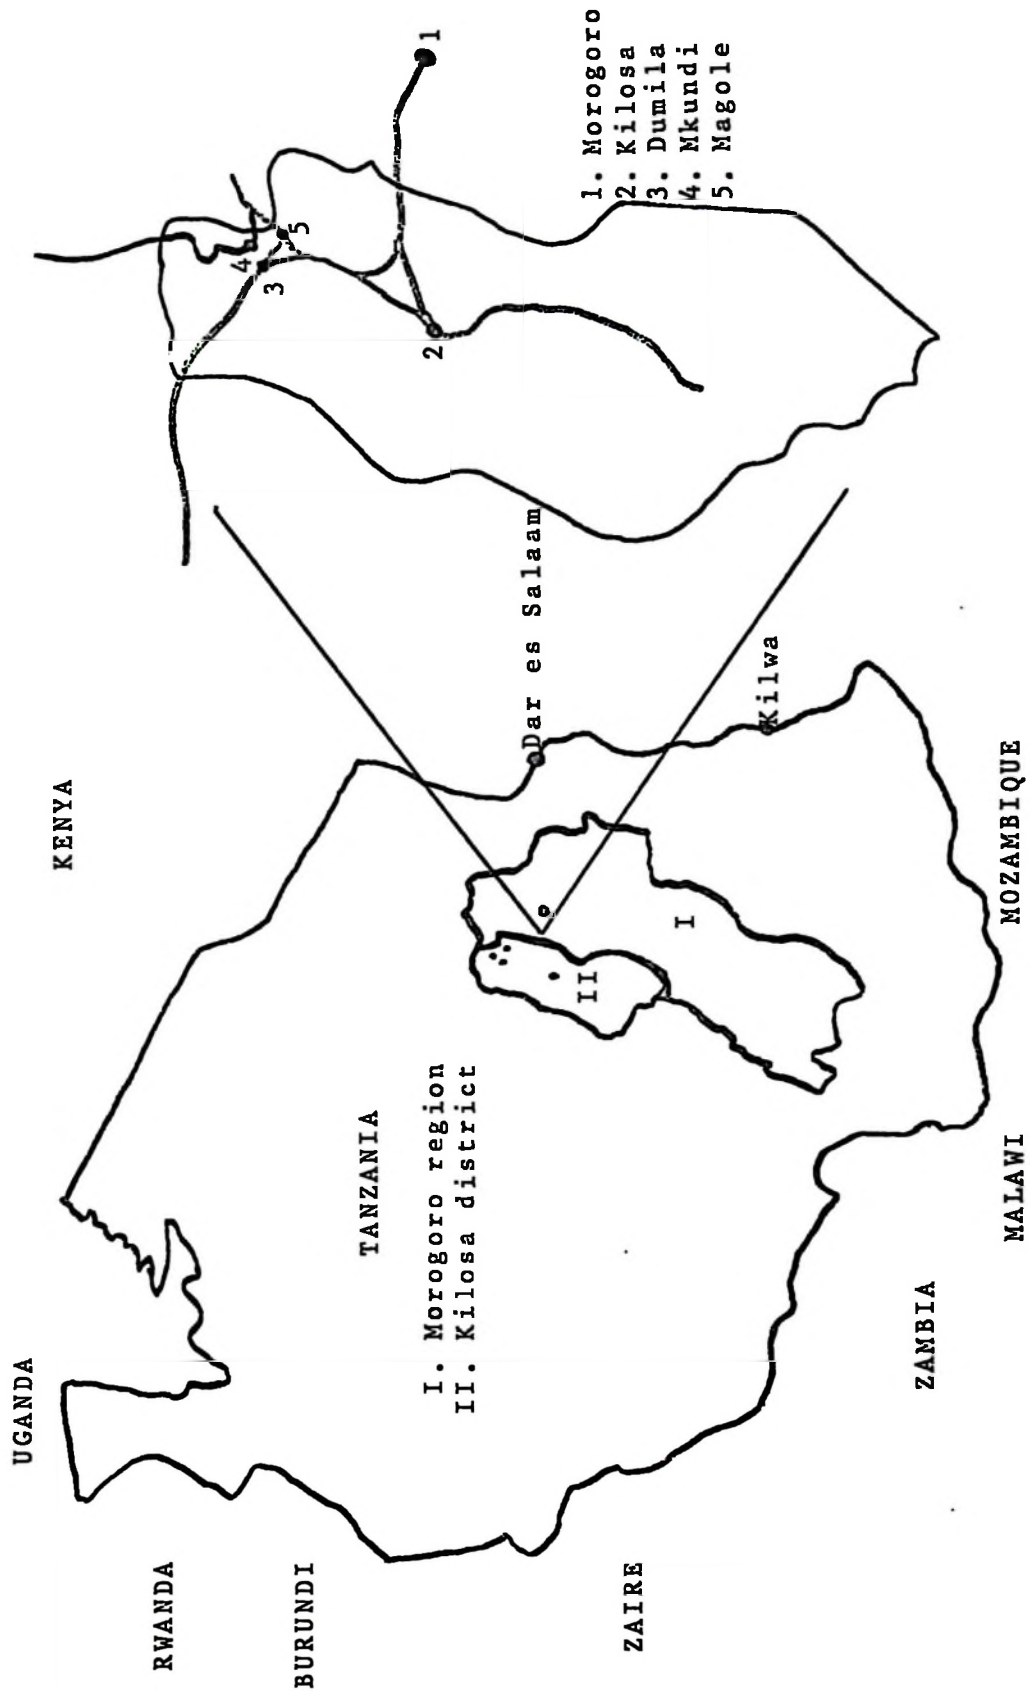 UGANDA
KENYA
RWANDA
BURUNDI
TANZANIA
I. Morogoro region
II. Kilosa district
II
I
Dar es Salaam
Kilwa
ZAIRE
ZAMBIA
MALAWI
MOZAMBIQUE
4
3
5
1
2
1. Morogoro
2. Kilosa
3. Dumila
4. Mkundi
5. Magole